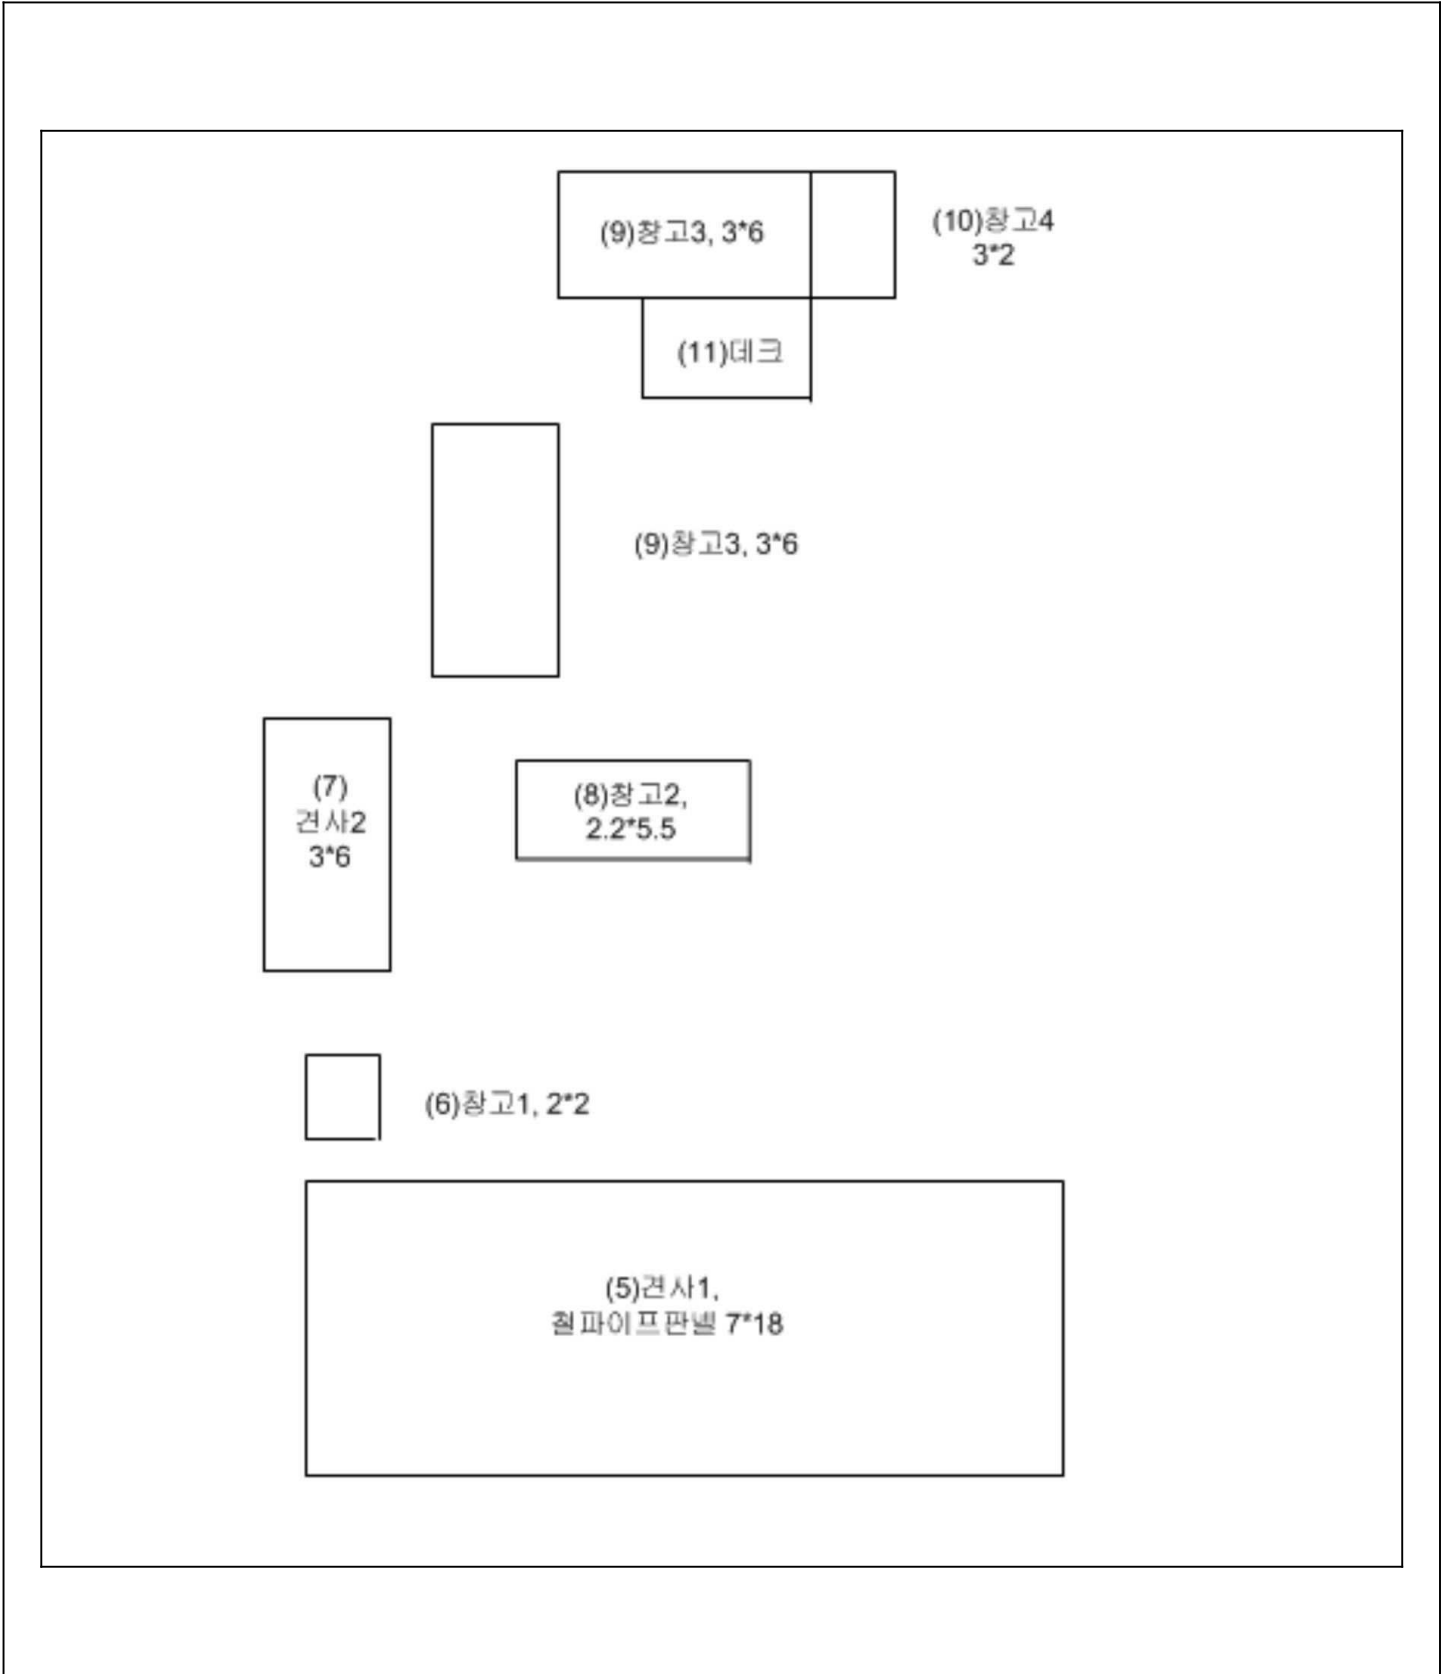 (9)창고3, 3*6
(10)창고4
3*2
(11)데크
(9)창고3, 3*6
(7)
견사2
3*6
(8)창고2,
2.2*5.5
(6)창고1, 2*2
(5)견사1,
철파이프판넬 7*18